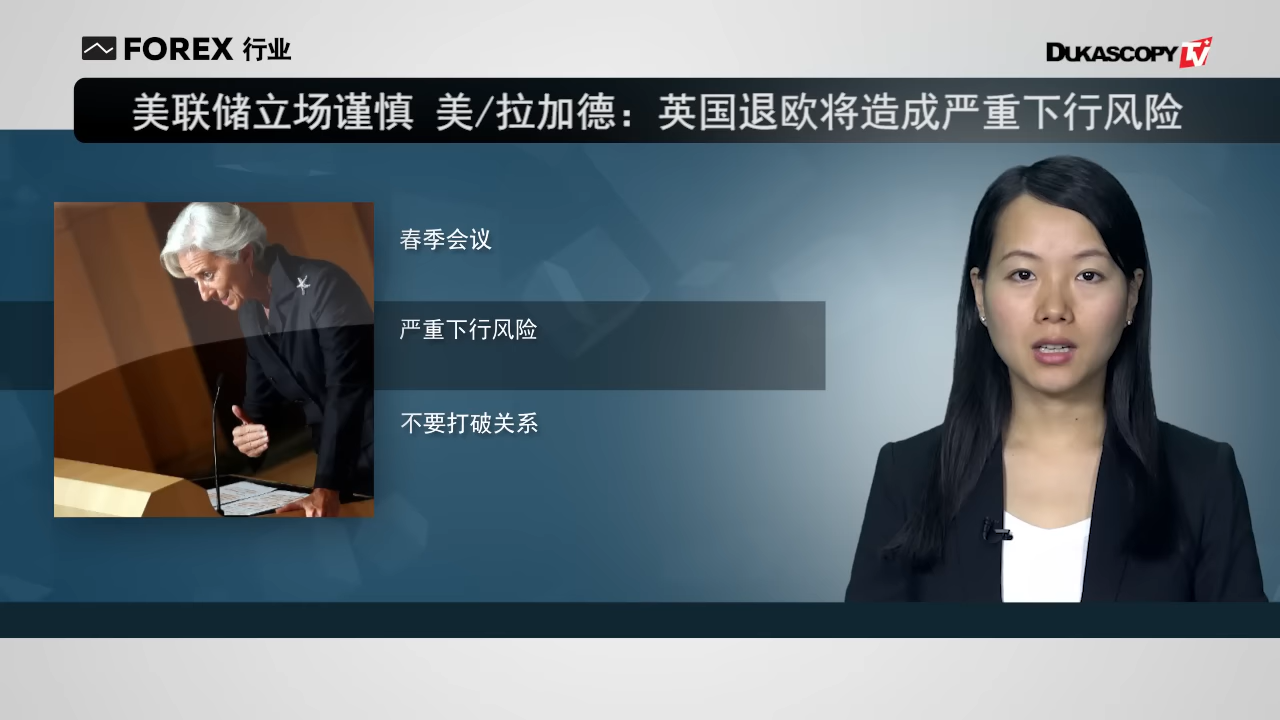 FOREX 行业
DUKASCOPY TV
美联储立场谨慎 美/拉加德：英国退欧将造成严重下行风险
春季会议
严重下行风险
不要打破关系